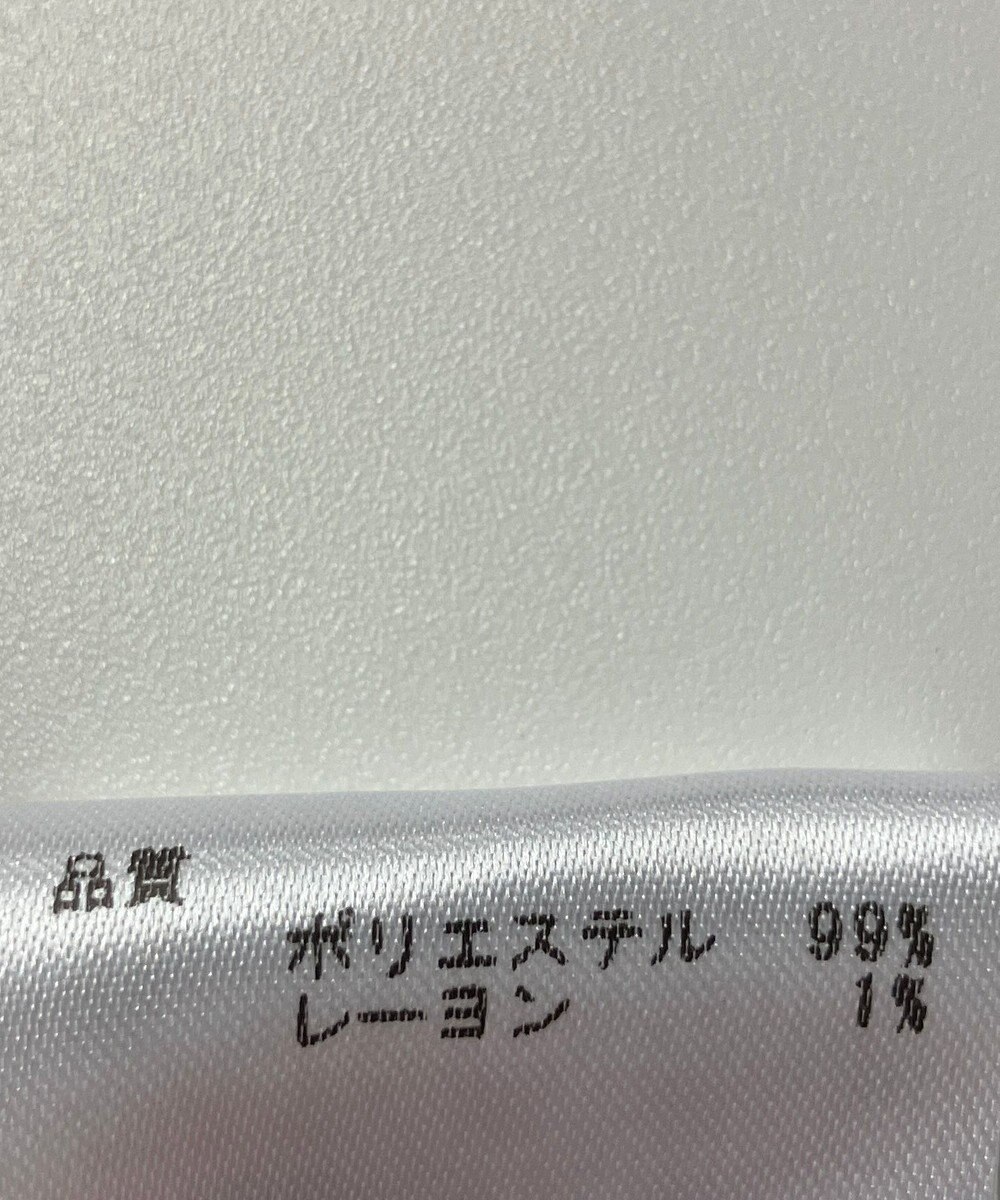 品質
ポリエステル 99%
レーヨン 1%